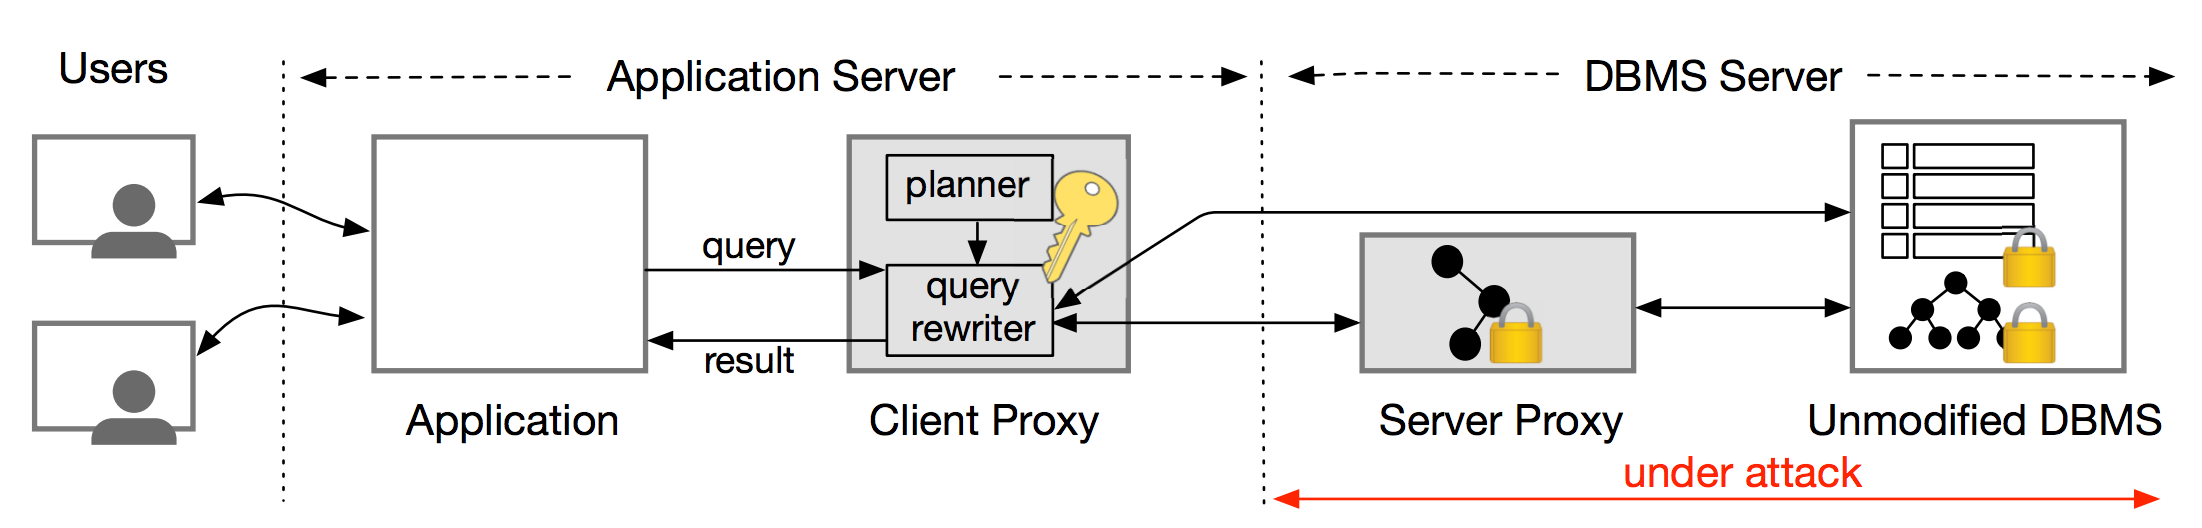 Users
Application Server
DBMS Server
planner
query
query
rewriter
result
Application
Client Proxy
Server Proxy
Unmodified DBMS
under attack